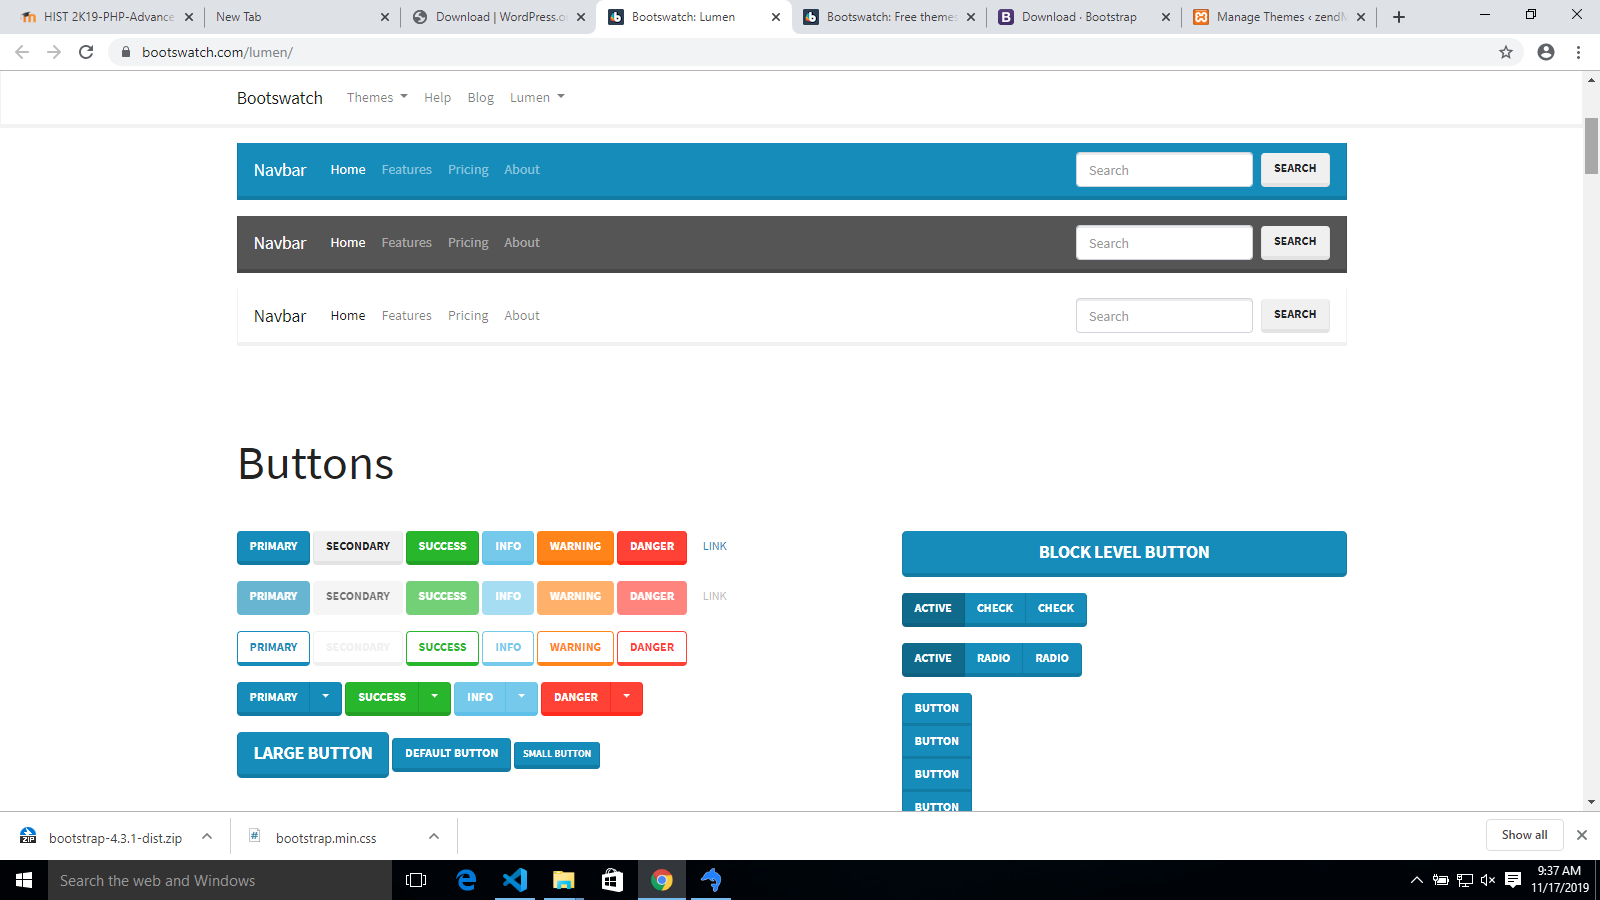 HIST 2K19-PHP-Advance
New Tab
Download | WordPress.o
Bootswatch: Lumen
Bootswatch: Free themes
Download · Bootstrap
Manage Themes ‹ zend
bootswatch.com/lumen/
Bootswatch Themes Help Blog Lumen
Navbar Home Features Pricing About Search SEARCH
Navbar Home Features Pricing About Search SEARCH
Navbar Home Features Pricing About Search SEARCH
Buttons
PRIMARY SECONDARY SUCCESS INFO WARNING DANGER LINK
PRIMARY SECONDARY SUCCESS INFO WARNING DANGER LINK
PRIMARY SECONDARY SUCCESS INFO WARNING DANGER
PRIMARY SUCCESS INFO DANGER
LARGE BUTTON DEFAULT BUTTON SMALL BUTTON
BLOCK LEVEL BUTTON
ACTIVE CHECK CHECK
ACTIVE RADIO RADIO
BUTTON
BUTTON
BUTTON
BUTTON
ZIP
bootstrap-4.3.1-dist.zip
bootstrap.min.css
Show all
Search the web and Windows
9:37 AM
11/17/2019